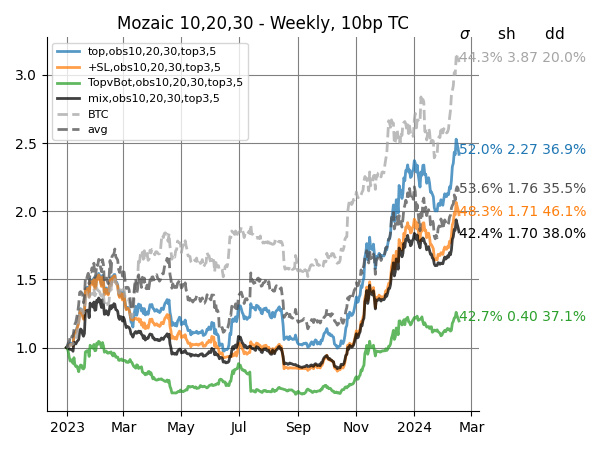 Mozaic 10,20,30 - Weekly, 10bp TC
σ sh dd
top,obs10,20,30,top3,5
+SL,obs10,20,30,top3,5
TopvBot,obs10,20,30,top3,5
mix,obs10,20,30,top3,5
BTC
avg
44.3% 3.87 20.0%
52.0% 2.27 36.9%
53.6% 1.76 35.5%
48.3% 1.71 46.1%
42.4% 1.70 38.0%
42.7% 0.40 37.1%
3.0
2.5
2.0
1.5
1.0
2023 Mar May Jul Sep Nov 2024 Mar